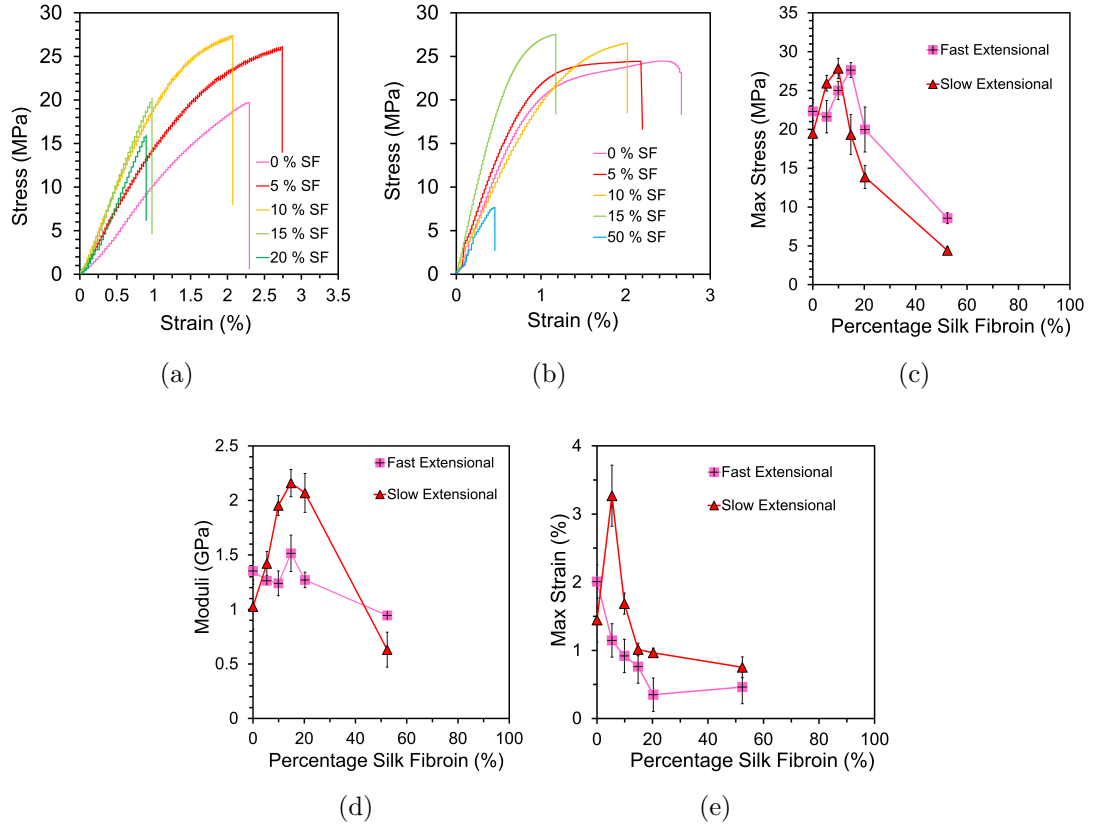 Stress (MPa)
30
25
20
15
10
5
0
0 % SF
5 % SF
10 % SF
15 % SF
20 % SF
0 0.5 1 1.5 2 2.5 3 3.5
Strain (%)
(a)
Stress (MPa)
30
25
20
15
10
5
0
0 % SF
5 % SF
10 % SF
15 % SF
50 % SF
0 1 2 3
Strain (%)
(b)
Max Stress (MPa)
35
30
25
20
15
10
5
0
Fast Extensional
Slow Extensional
0 20 40 60 80 100
Percentage Silk Fibroin (%)
(c)
Moduli (GPa)
2.5
2
1.5
1
0.5
0
Fast Extensional
Slow Extensional
0 20 40 60 80 100
Percentage Silk Fibroin (%)
(d)
Max Strain (%)
4
3
2
1
0
Fast Extensional
Slow Extensional
0 20 40 60 80 100
Percentage Silk Fibroin (%)
(e)